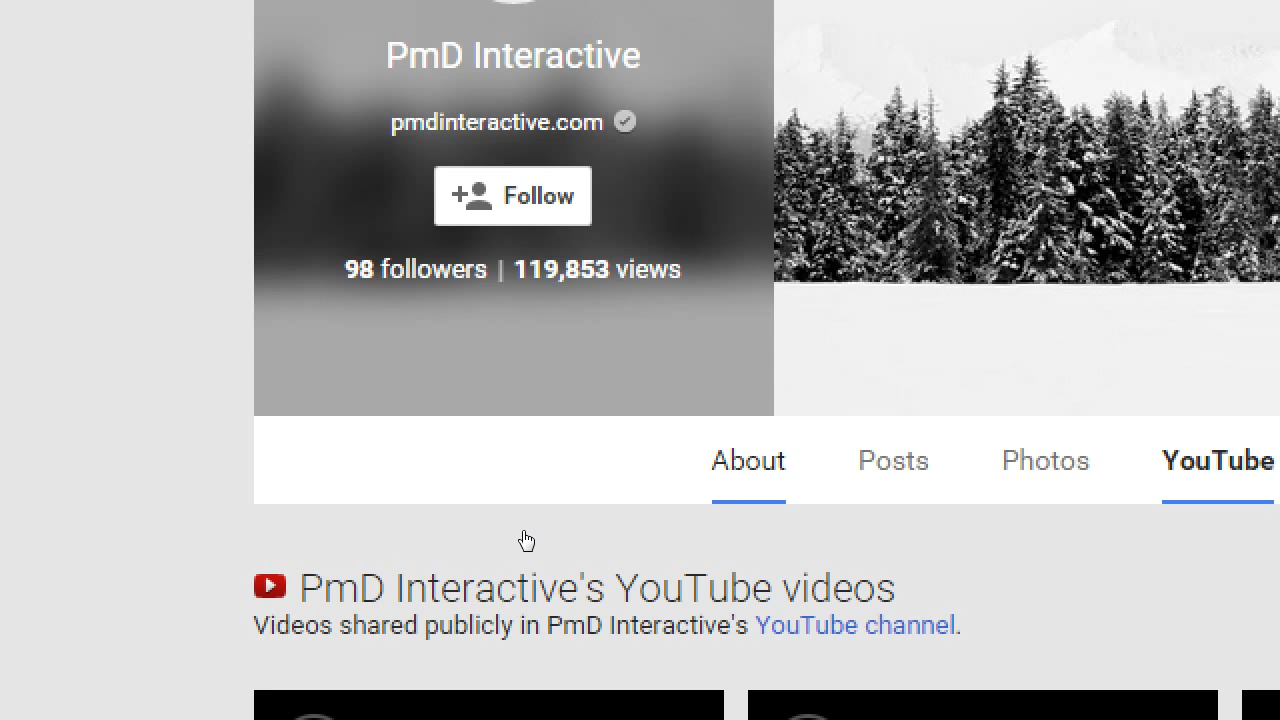 PmD Interactive
pmdinteractive.com
Follow
98 followers | 119,853 views
About Posts Photos YouTube
PmD Interactive's YouTube videos
Videos shared publicly in PmD Interactive's YouTube channel.